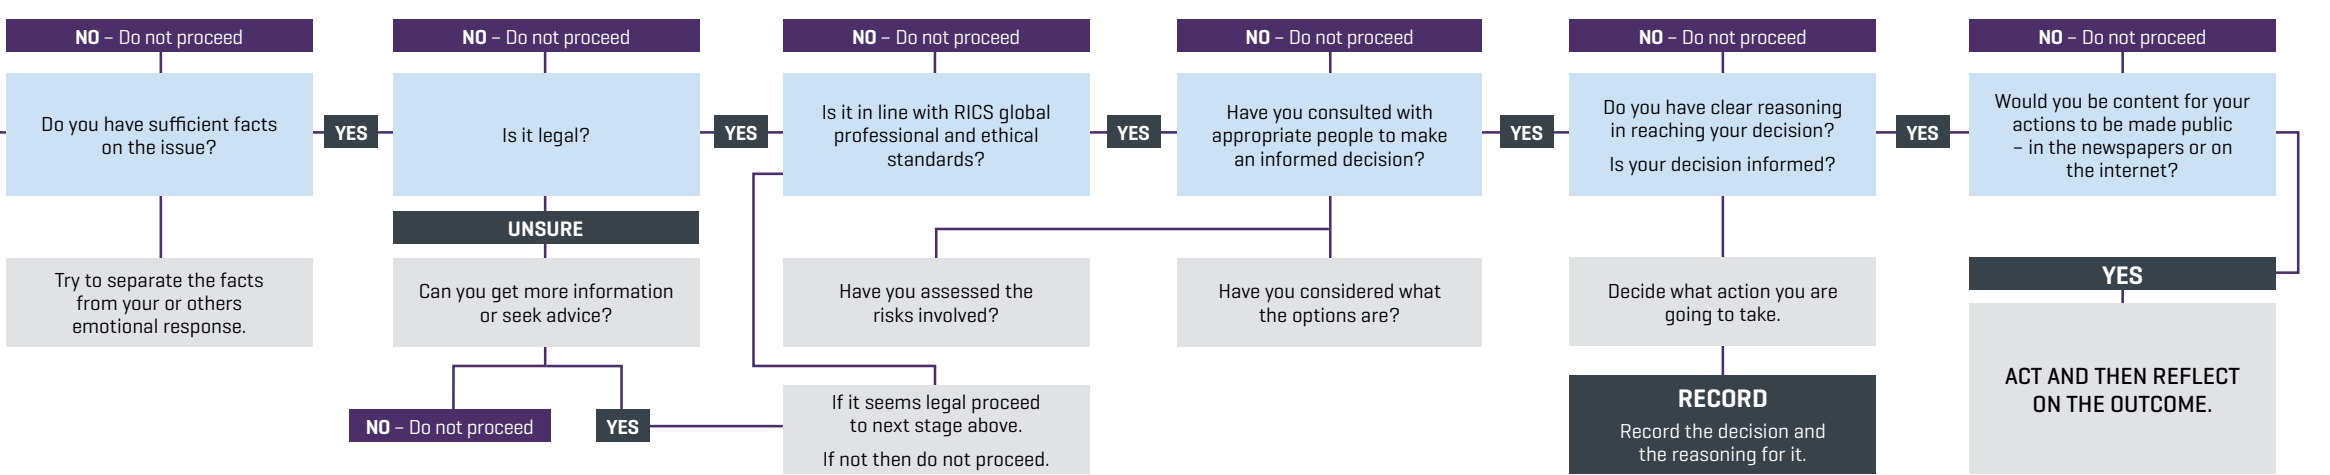 NO – Do not proceed
Do you have sufficient facts
on the issue?
Try to separate the facts
from your or others
emotional response.
YES
NO – Do not proceed
Is it legal?
UNSURE
Can you get more information
or seek advice?
NO – Do not proceed
YES
YES
NO – Do not proceed
Is it in line with RICS global
professional and ethical
standards?
Have you assessed the
risks involved?
If it seems legal proceed
to next stage above.
If not then do not proceed.
YES
NO – Do not proceed
Have you consulted with
appropriate people to make
an informed decision?
Have you considered what
the options are?
YES
NO – Do not proceed
Do you have clear reasoning
in reaching your decision?
Is your decision informed?
Decide what action you are
going to take.
RECORD
Record the decision and
the reasoning for it.
YES
NO – Do not proceed
Would you be content for your
actions to be made public
– in the newspapers or on
the internet?
YES
ACT AND THEN REFLECT
ON THE OUTCOME.